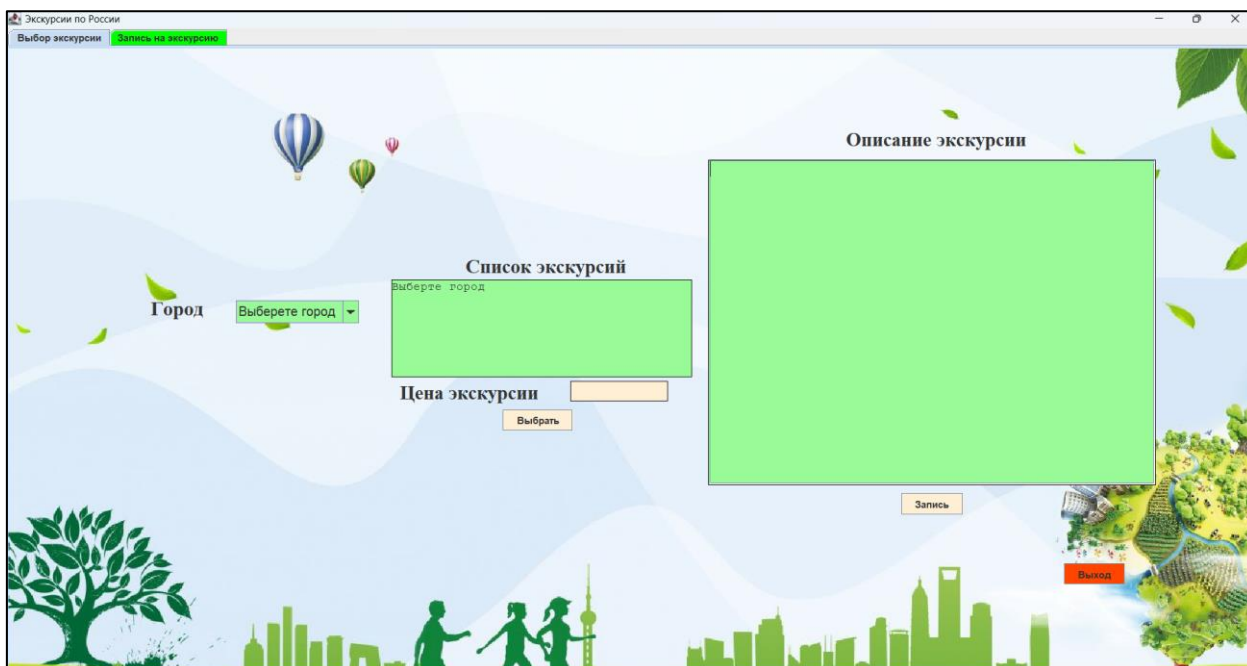 Экскурсии по России
Выбор экскурсии
Запись на экскурсию
Описание экскурсии
Список экскурсий
Выберте город
Город
Выберете город
Цена экскурсии
Выбрать
Запись
Выход